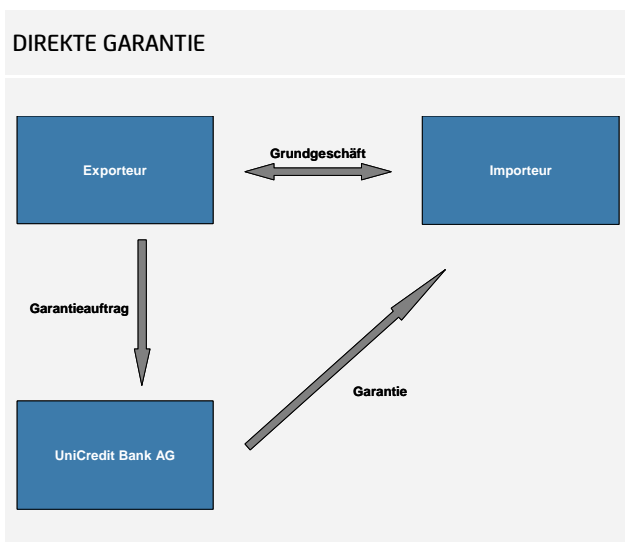 DIREKTE GARANTIE
Exporteur
Grundgeschäft
Importeur
Garantieauftrag
Garantie
UniCredit Bank AG